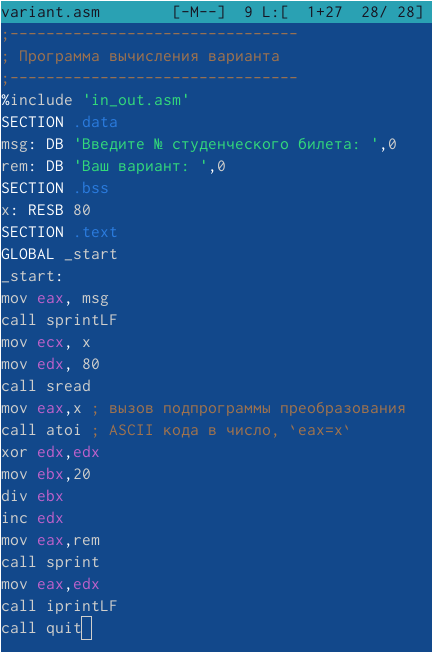 variant.asm [-M--] 9 L:[ 1+27 28/ 28]
;--------------------------------
; Программа вычисления варианта
;--------------------------------
%include 'in_out.asm'
SECTION .data
msg: DB 'Введите № студенческого билета: ',0
rem: DB 'Ваш вариант: ',0
SECTION .bss
x: RESB 80
SECTION .text
GLOBAL _start
_start:
mov eax, msg
call sprintLF
mov ecx, x
mov edx, 80
call sread
mov eax,x ; вызов подпрограммы преобразования
call atoi ; ASCII кода в число, `eax=x`
xor edx,edx
mov ebx,20
div ebx
inc edx
mov eax,rem
call sprint
mov eax,edx
call iprintLF
call quit